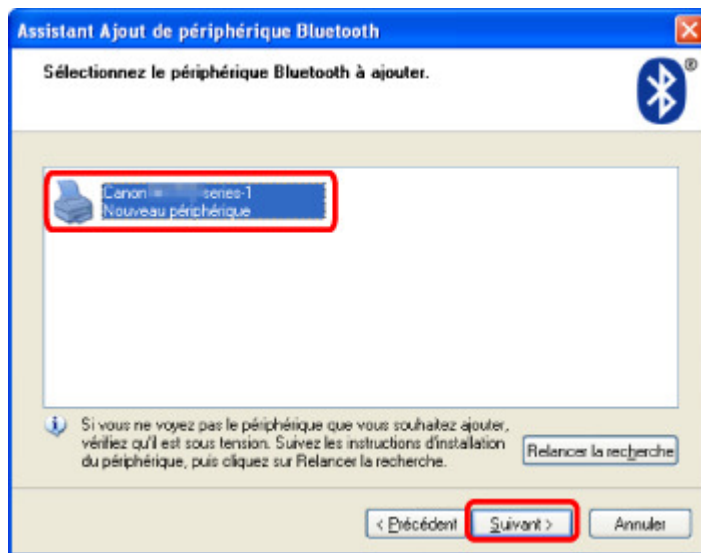 Assistant Ajout de périphérique Bluetooth
Sélectionnez le périphérique Bluetooth à ajouter.
®
Canon series-1
Nouveau périphérique
Si vous ne voyez pas le périphérique que vous souhaitez ajouter,
vérifiez qu'il est sous tension. Suivez les instructions d'installation
du périphérique, puis cliquez sur Relancer la recherche.
Relancer la recherche
< Précédent
Suivant >
Annuler